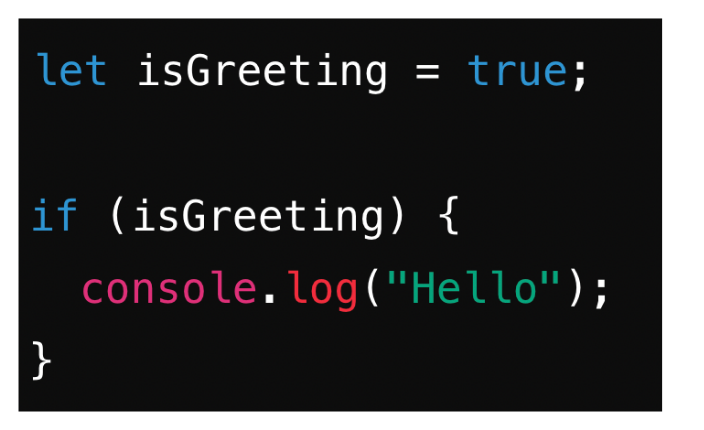 let isGreeting = true;
if (isGreeting) {
console.log("Hello");
}